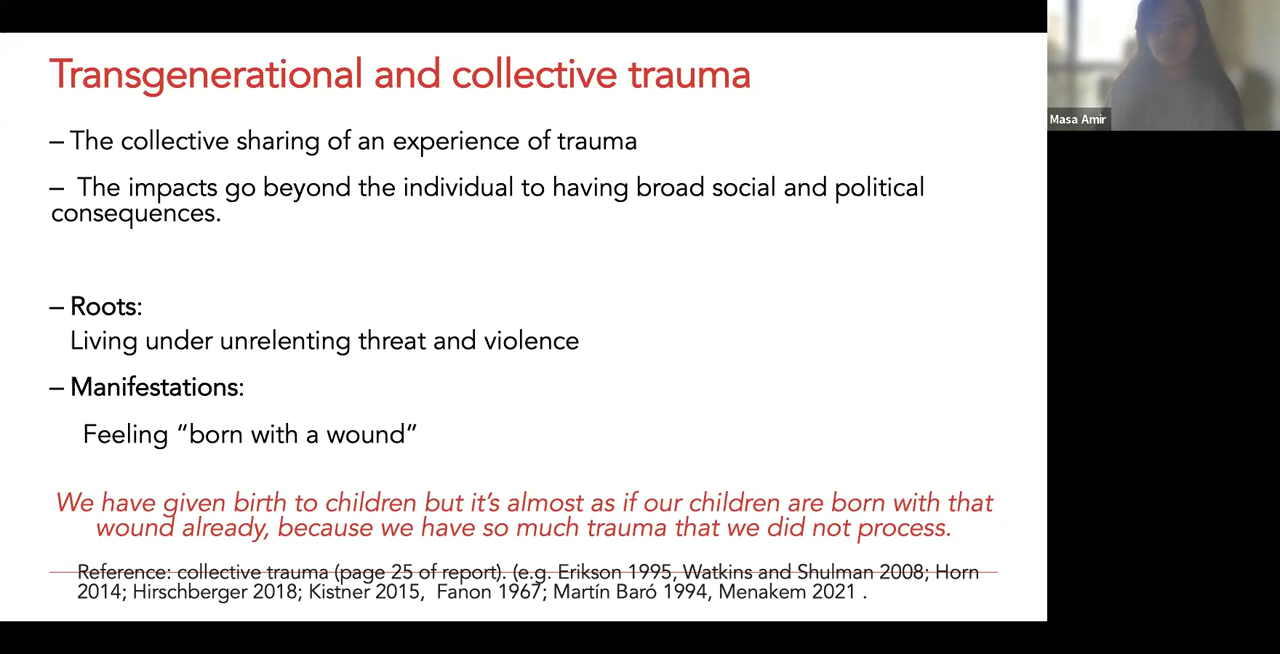 Transgenerational and collective trauma
– The collective sharing of an experience of trauma
– The impacts go beyond the individual to having broad social and political
consequences.
– Roots:
Living under unrelenting threat and violence
– Manifestations:
Feeling “born with a wound”
We have given birth to children but it’s almost as if our children are born with that
wound already, because we have so much trauma that we did not process.
Reference: collective trauma (page 25 of report). (e.g. Erikson 1995, Watkins and Shulman 2008; Horn
2014; Hirschberger 2018; Kistner 2015, Fanon 1967; Martín Baró 1994, Menakem 2021 .
Masa Amir